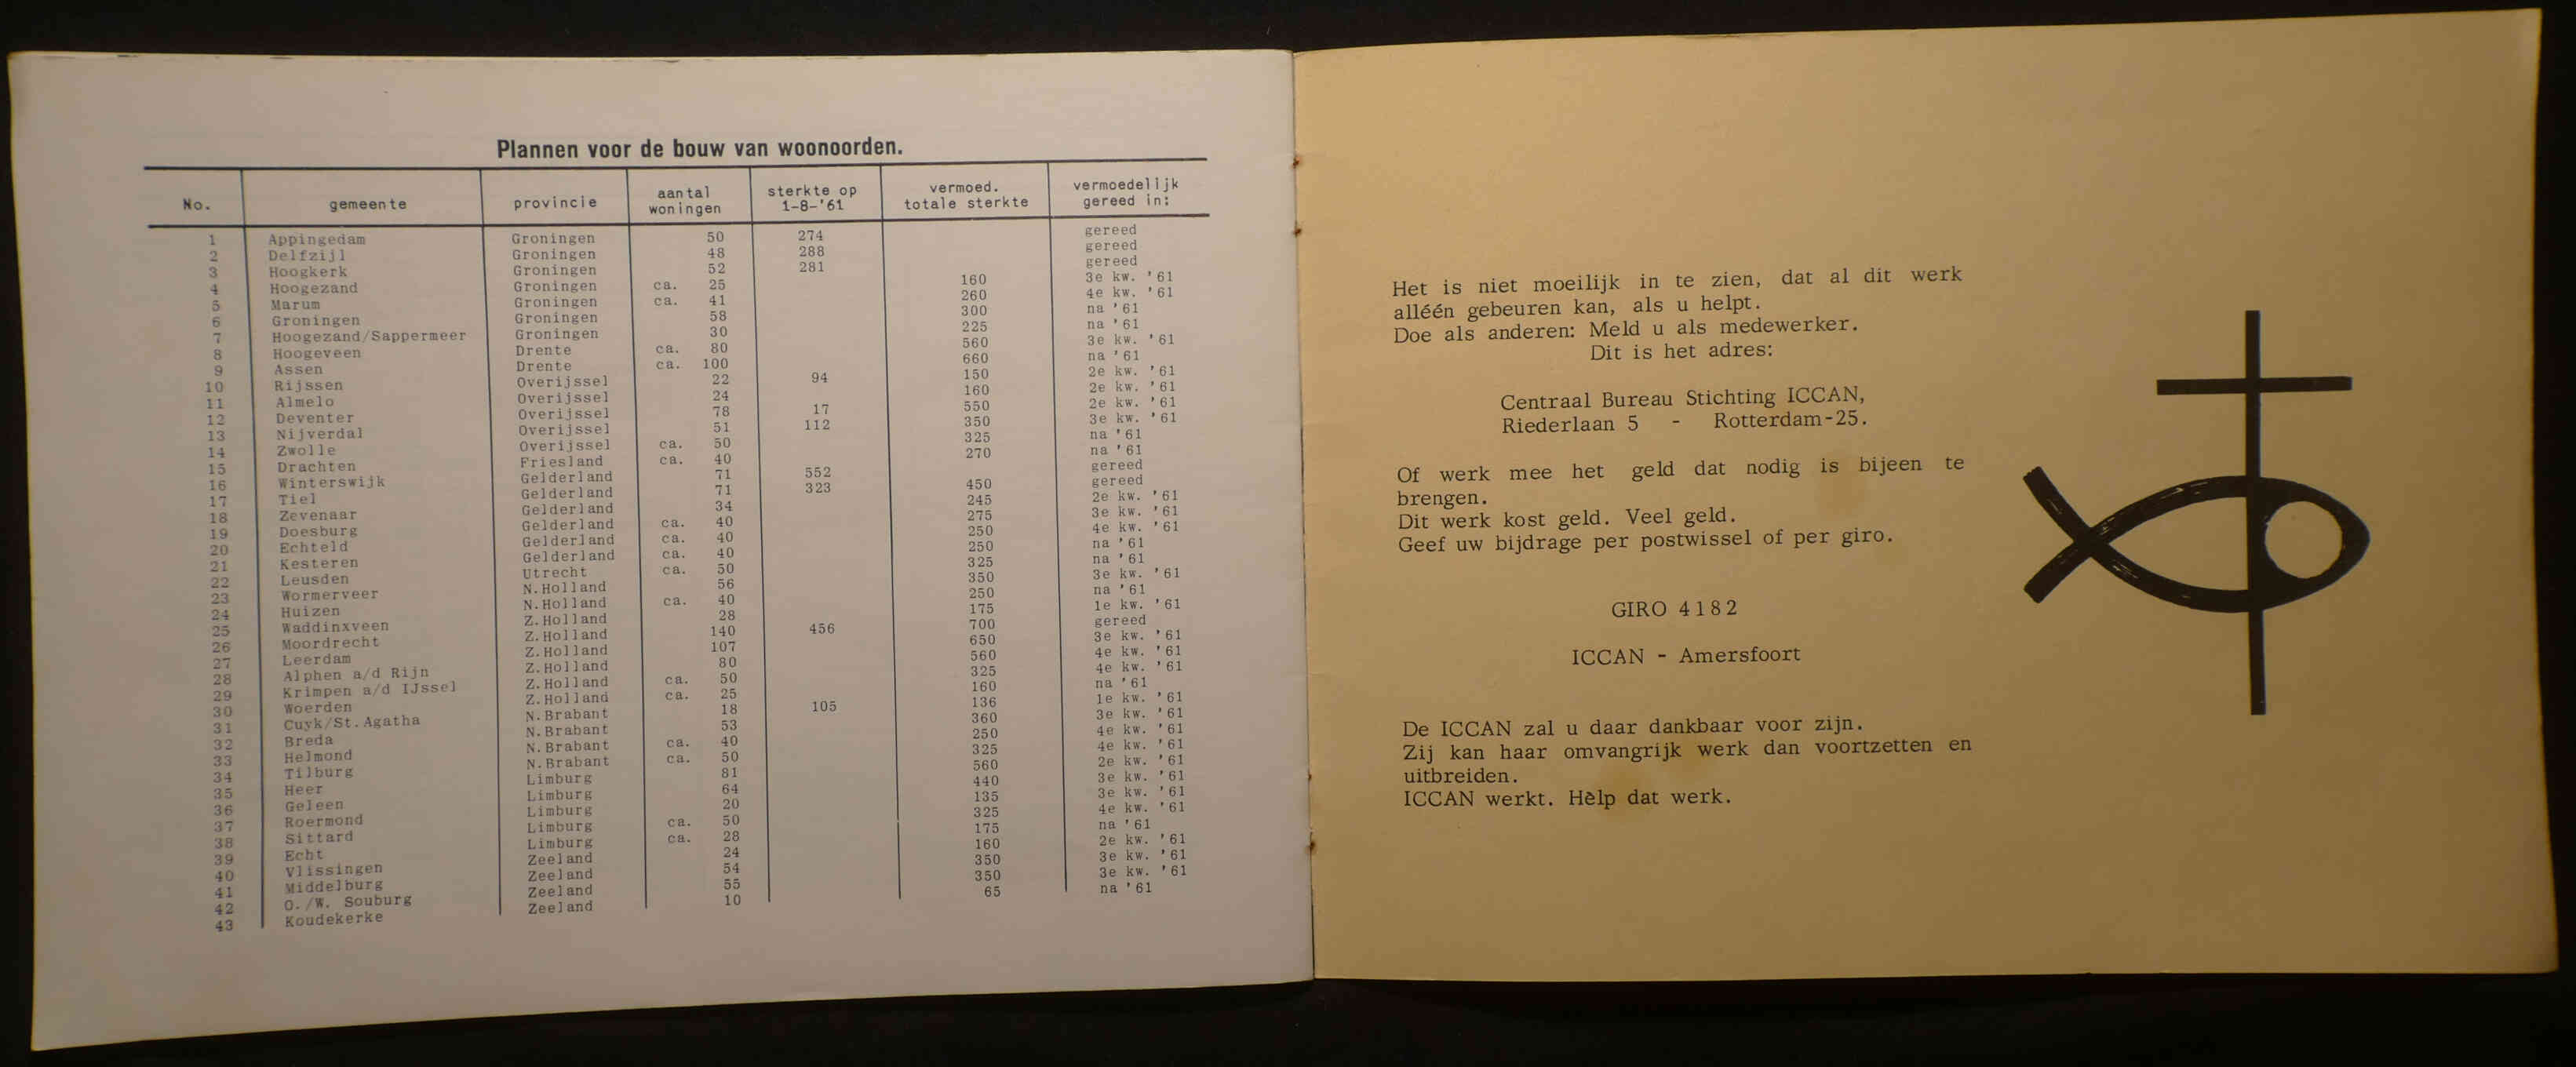 Plannen voor de bouw van woonoorden.
No. gemeente provincie aantal woningen sterkte op 1-8-'61 vermoed. totale sterkte vermoedelijk gereed in:
1 Appingedam Groningen 50 274 gereed
2 Delfzijl Groningen 48 288 gereed
3 Hoogkerk Groningen 52 281 gereed
4 Hoogezand Groningen ca. 25 160 3e kw. '61
5 Marum Groningen ca. 41 260 4e kw. '61
6 Groningen Groningen 58 300 na '61
7 Hoogezand/Sappermeer Groningen 30 225 na '61
8 Hoogeveen Drente ca. 80 560 3e kw. '61
9 Assen Drente ca. 100 660 na '61
10 Rijssen Overijssel 22 94 150 2e kw. '61
11 Almelo Overijssel 24 160 2e kw. '61
12 Deventer Overijssel 78 17 550 2e kw. '61
13 Nijverdal Overijssel 51 112 350 3e kw. '61
14 Zwolle Overijssel ca. 50 325 na '61
15 Drachten Friesland ca. 40 270 na '61
16 Winterswijk Gelderland 71 552 gereed
17 Tiel Gelderland 71 323 450 gereed
18 Zevenaar Gelderland 34 245 2e kw. '61
19 Doesburg Gelderland ca. 40 275 3e kw. '61
20 Echteld Gelderland ca. 40 250 4e kw. '61
21 Kesteren Gelderland ca. 40 250 na '61
22 Leusden Utrecht ca. 50 325 na '61
23 Wormerveer N.Holland 56 350 3e kw. '61
24 Huizen N.Holland ca. 40 250 na '61
25 Waddinxveen Z.Holland 28 175 1e kw. '61
26 Moordrecht Z.Holland 140 456 700 gereed
27 Leerdam Z.Holland 107 650 3e kw. '61
28 Alphen a/d Rijn Z.Holland 80 560 4e kw. '61
29 Krimpen a/d IJssel Z.Holland ca. 50 325 4e kw. '61
30 Woerden Z.Holland ca. 25 160 na '61
31 Cuyk/St.Agatha N.Brabant 18 105 136 1e kw. '61
32 Breda N.Brabant 53 360 3e kw. '61
33 Helmond N.Brabant ca. 40 250 4e kw. '61
34 Tilburg N.Brabant ca. 50 325 4e kw. '61
35 Heer Limburg 81 560 2e kw. '61
36 Geleen Limburg 64 440 3e kw. '61
37 Roermond Limburg 20 135 3e kw. '61
38 Sittard Limburg ca. 50 325 4e kw. '61
39 Echt Limburg ca. 28 175 na '61
40 Vlissingen Zeeland 24 160 2e kw. '61
41 Middelburg Zeeland 54 350 3e kw. '61
42 O./W. Souburg Zeeland 55 350 3e kw. '61
43 Koudekerke Zeeland 10 65 na '61
Het is niet moeilijk in te zien, dat al dit werk
alléén gebeuren kan, als u helpt.
Doe als anderen: Meld u als medewerker.
Dit is het adres:
Centraal Bureau Stichting ICCAN,
Riederlaan 5 - Rotterdam-25.
Of werk mee het geld dat nodig is bijeen te
brengen.
Dit werk kost geld. Veel geld.
Geef uw bijdrage per postwissel of per giro.
GIRO 4182
ICCAN - Amersfoort
De ICCAN zal u daar dankbaar voor zijn.
Zij kan haar omvangrijk werk dan voortzetten en
uitbreiden.
ICCAN werkt. Hèlp dat werk.